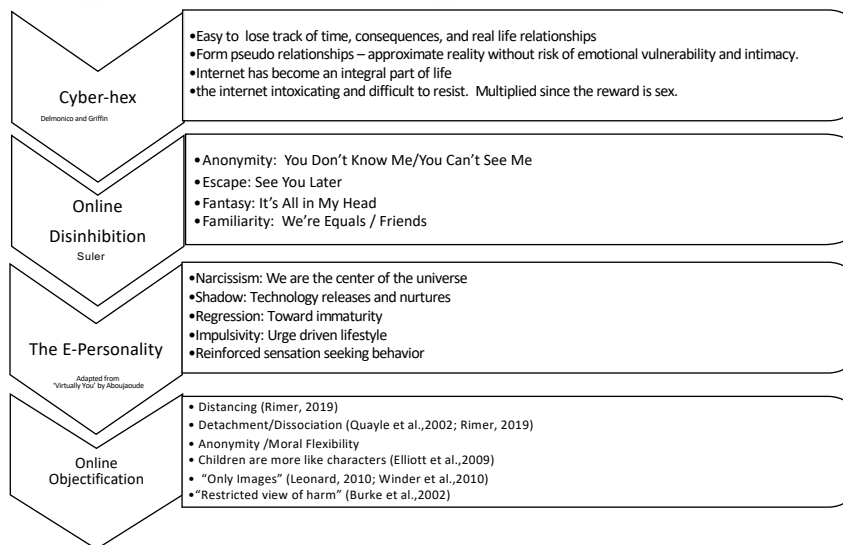 •Easy to lose track of time, consequences, and real life relationships
•Form pseudo relationships – approximate reality without risk of emotional vulnerability and intimacy.
•Internet has become an integral part of life
•the internet intoxicating and difficult to resist. Multiplied since the reward is sex.
Cyber-hex
Delmonico and Griffin
•Anonymity: You Don't Know Me/You Can't See Me
•Escape: See You Later
•Fantasy: It's All in My Head
•Familiarity: We're Equals / Friends
Online
Disinhibition
Suler
•Narcissism: We are the center of the universe
•Shadow: Technology releases and nurtures
•Regression: Toward immaturity
•Impulsivity: Urge driven lifestyle
•Reinforced sensation seeking behavior
The E-Personality
Adapted from
'Virtually You' by Aboujaoude
• Distancing (Rimer, 2019)
• Detachment/Dissociation (Quayle et al.,2002; Rimer, 2019)
• Anonymity /Moral Flexibility
• Children are more like characters (Elliott et al.,2009)
• "Only Images" (Leonard, 2010; Winder et al.,2010)
•"Restricted view of harm" (Burke et al.,2002)
Online
Objectification